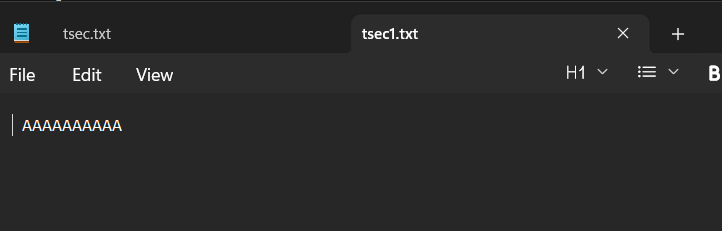 tsec.txt
tsec1.txt
File Edit View
H1
B
AAAAAAAAAA